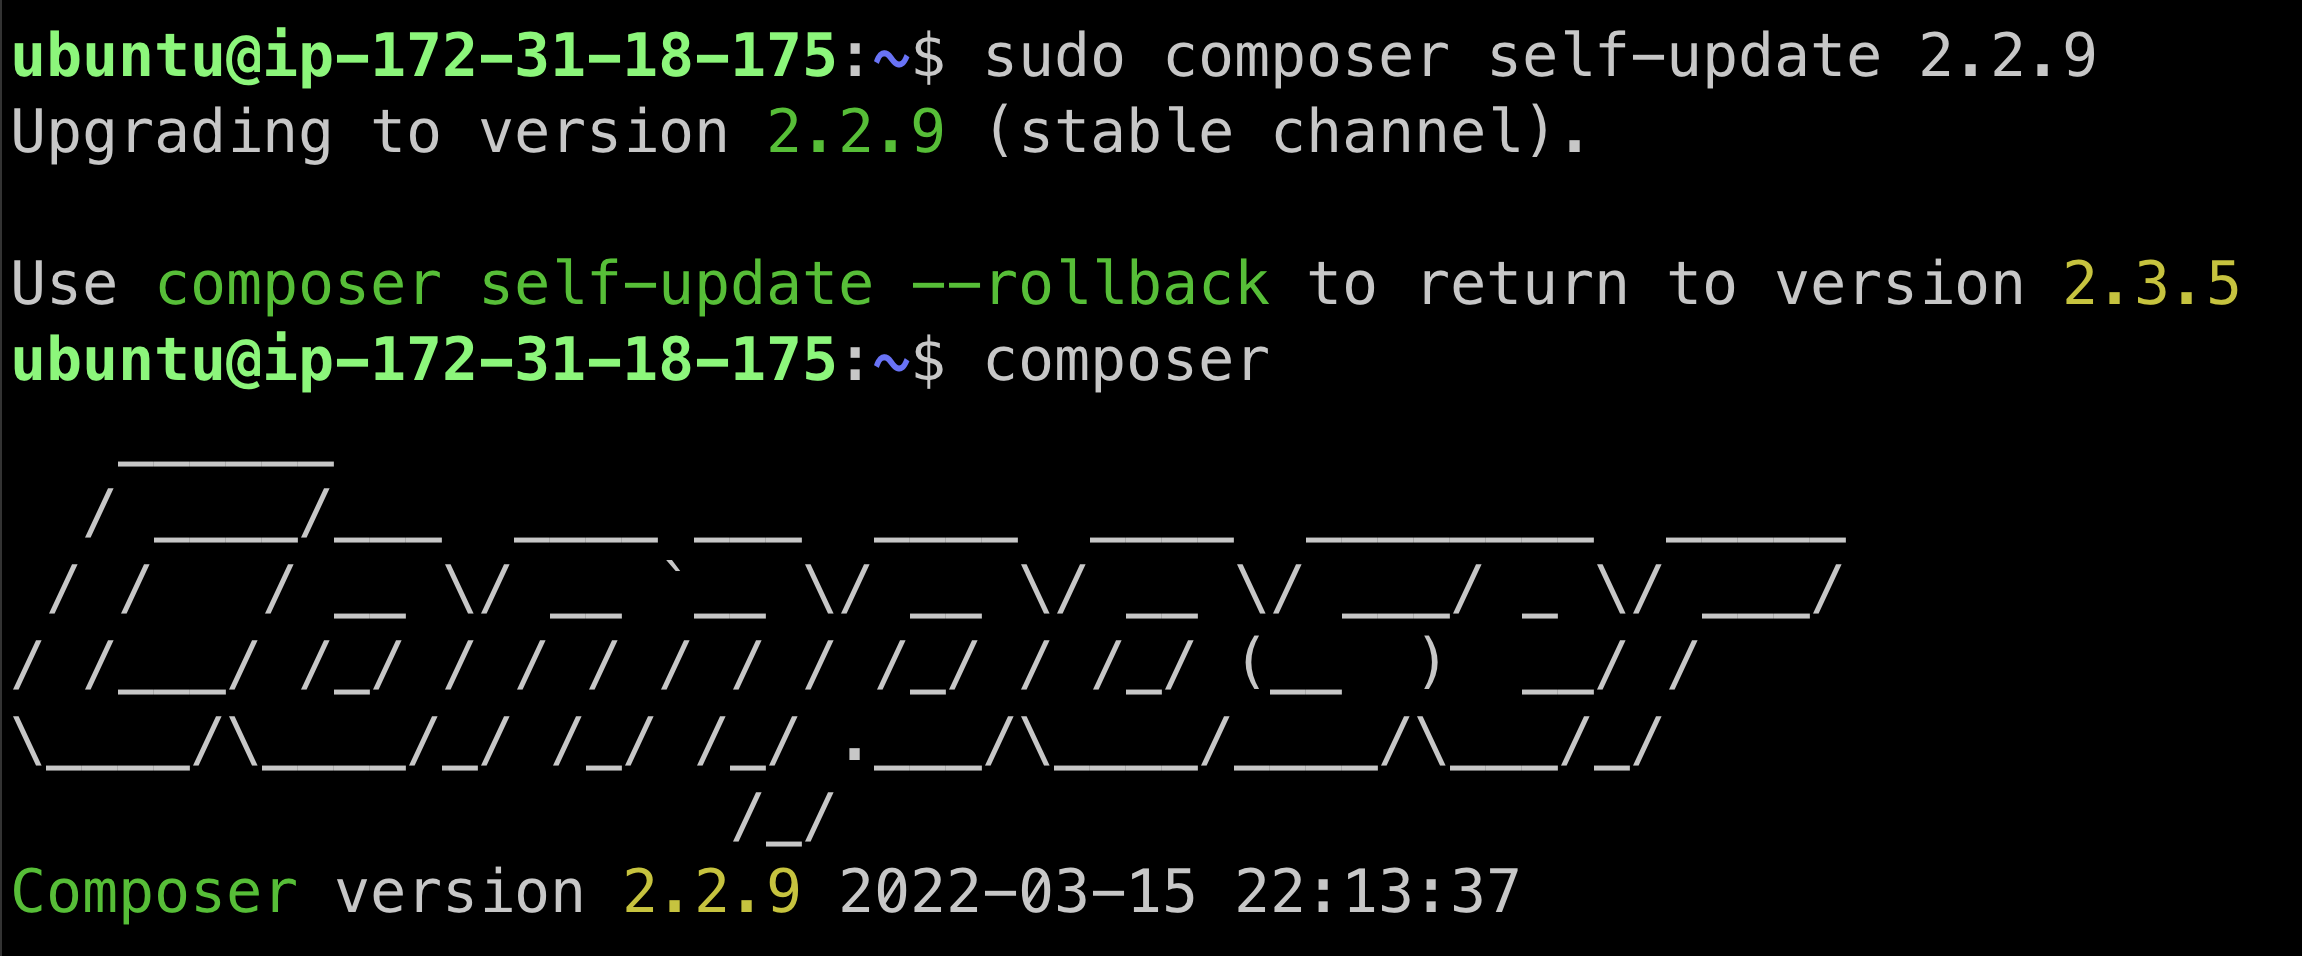 ubuntu@ip-172-31-18-175:~$ sudo composer self-update 2.2.9
Upgrading to version 2.2.9 (stable channel).

Use composer self-update --rollback to return to version 2.3.5
ubuntu@ip-172-31-18-175:~$ composer
   ______
  / ____/___  ____ ___  ____  ____  ________  _____
 / /   / __ \/ __ `__ \/ __ \/ __ \/ ___/ _ \/ ___/
/ /___/ /_/ / / / / / / /_/ / /_/ (__  )  __/ /
\____/\____/_/ /_/ /_/ .___/\____/____/\___/_/
                    /_/
Composer version 2.2.9 2022-03-15 22:13:37